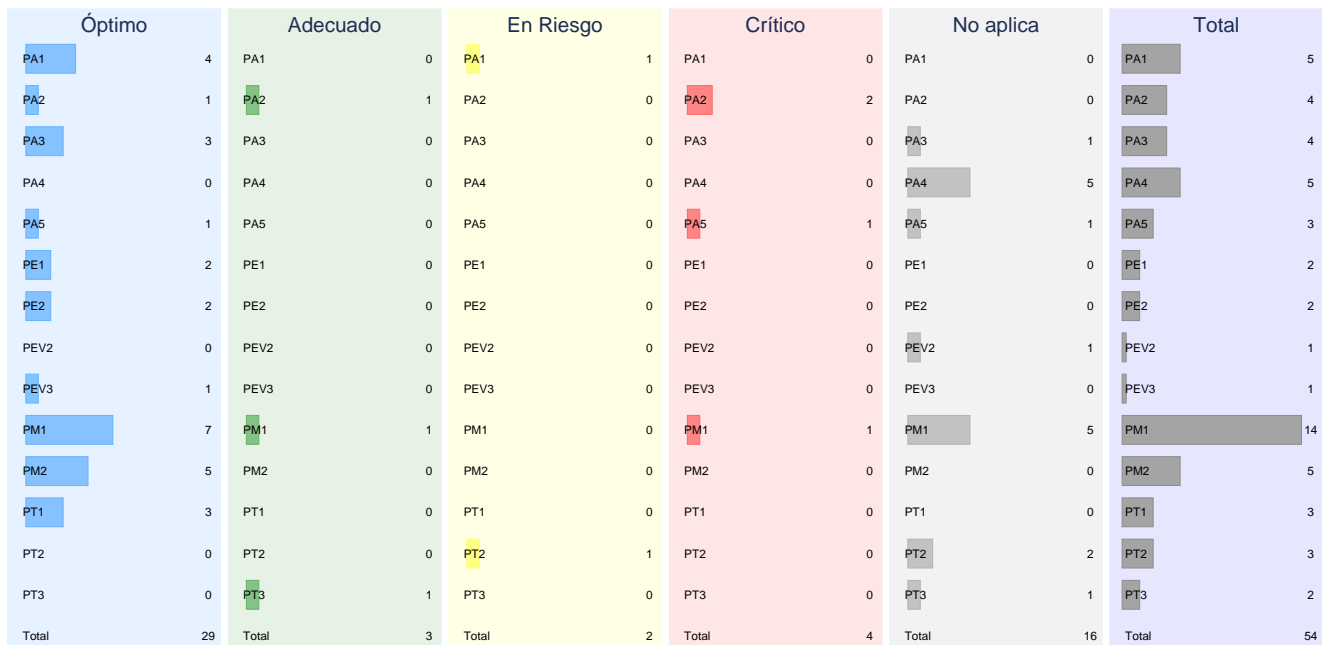 Óptimo Adecuado En Riesgo Crítico No aplica Total
PA1 4 PA1 0 PA1 1 PA1 0 PA1 0 PA1 5
PA2 1 PA2 1 PA2 0 PA2 2 PA2 0 PA2 4
PA3 3 PA3 0 PA3 0 PA3 0 PA3 1 PA3 4
PA4 0 PA4 0 PA4 0 PA4 0 PA4 5 PA4 5
PA5 1 PA5 0 PA5 0 PA5 1 PA5 1 PA5 3
PE1 2 PE1 0 PE1 0 PE1 0 PE1 0 PE1 2
PE2 2 PE2 0 PE2 0 PE2 0 PE2 0 PE2 2
PEV2 0 PEV2 0 PEV2 0 PEV2 0 PEV2 1 PEV2 1
PEV3 1 PEV3 0 PEV3 0 PEV3 0 PEV3 0 PEV3 1
PM1 7 PM1 1 PM1 0 PM1 1 PM1 5 PM1 14
PM2 5 PM2 0 PM2 0 PM2 0 PM2 0 PM2 5
PT1 3 PT1 0 PT1 0 PT1 0 PT1 0 PT1 3
PT2 0 PT2 0 PT2 1 PT2 0 PT2 2 PT2 3
PT3 0 PT3 1 PT3 0 PT3 0 PT3 1 PT3 2
Total 29 Total 3 Total 2 Total 4 Total 16 Total 54